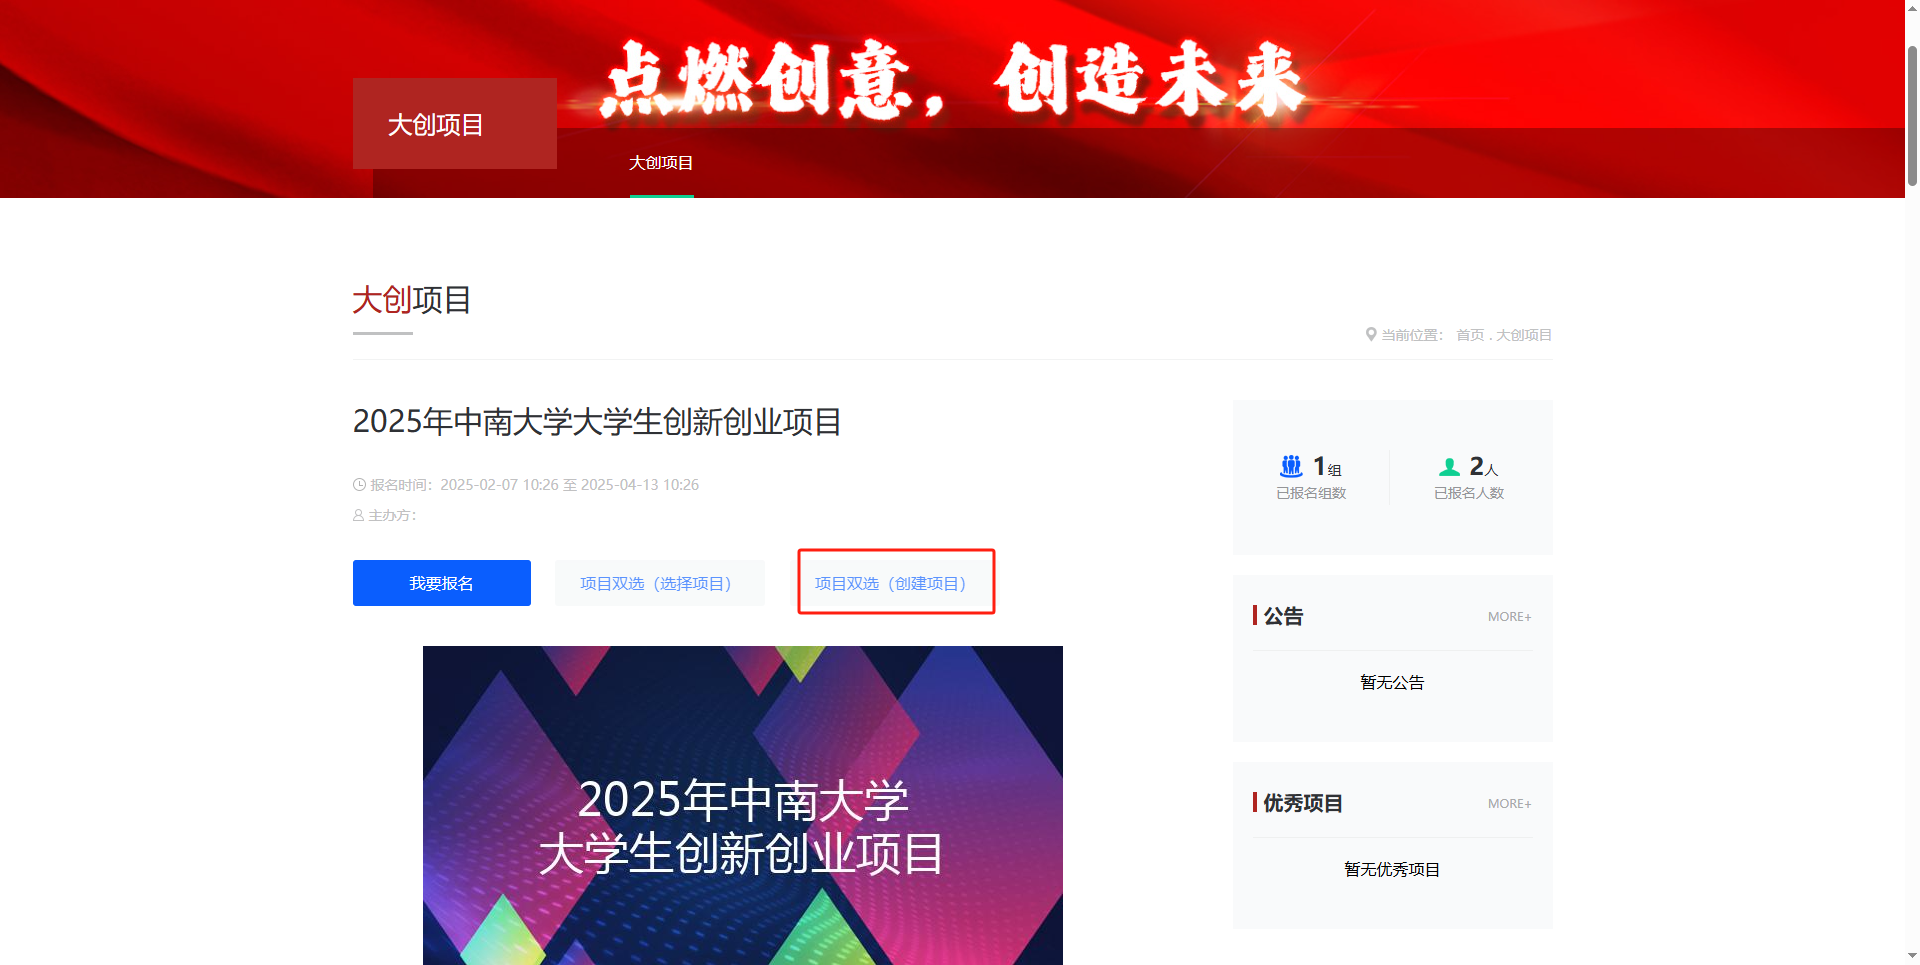 点燃创意，创造未来
大创项目
大创项目
大创项目
当前位置： 首页 . 大创项目
2025年中南大学大学生创新创业项目
报名时间：2025-02-07 10:26 至 2025-04-13 10:26
主办方：
我要报名
项目双选（选择项目）
项目双选（创建项目）
2025年中南大学
大学生创新创业项目
1组
已报名组数
2人
已报名人数
公告
MORE+
暂无公告
优秀项目
MORE+
暂无优秀项目